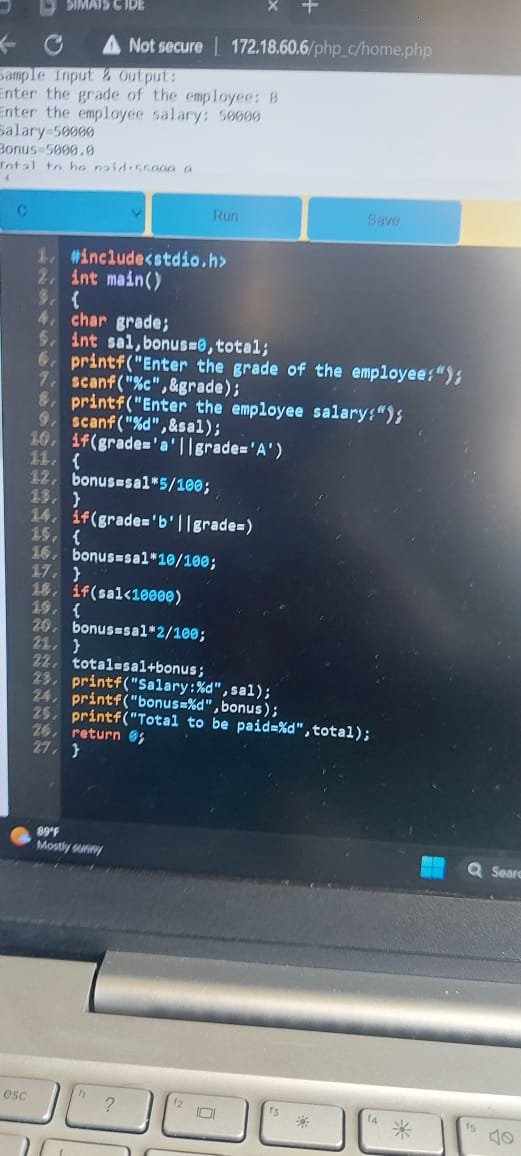 SIMATS C IDE
Not secure | 172.18.60.6/php_c/home.php
Sample Input & Output:
Enter the grade of the employee: B
Enter the employee salary: 50000
Salary=50000
Bonus=5000.0
Total to be paid:55000.0
C
Run
Save
1. #include<stdio.h>
2. int main()
3. {
4. char grade;
5. int sal,bonus=0,total;
6. printf("Enter the grade of the employee:");
7. scanf("%c",&grade);
8. printf("Enter the employee salary:");
9. scanf("%d",&sal);
10. if(grade='a'||grade='A')
11. {
12. bonus=sal*5/100;
13. }
14. if(grade='b'||grade=)
15. {
16. bonus=sal*10/100;
17. }
18. if(sal<10000)
19. {
20. bonus=sal*2/100;
21. }
22. total=sal+bonus;
23. printf("Salary:%d",sal);
24. printf("bonus=%d",bonus);
25. printf("Total to be paid=%d",total);
26. return 0;
27. }
89°F
Mostly sunny
Searc
esc
f1 ?
f2
f3
f4
f5